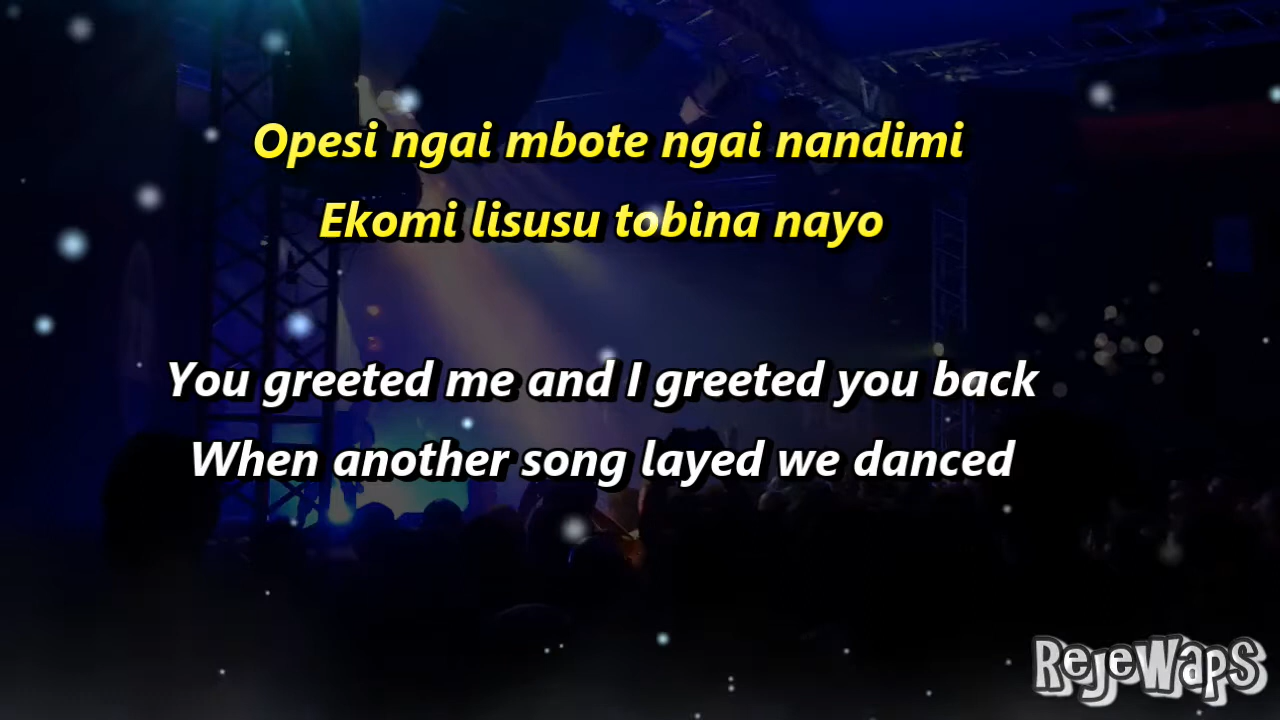 Opesi ngai mbote ngai nandimi
Ekomi lisusu tobina nayo
You greeted me and I greeted you back
When another song layed we danced
RejeWaps